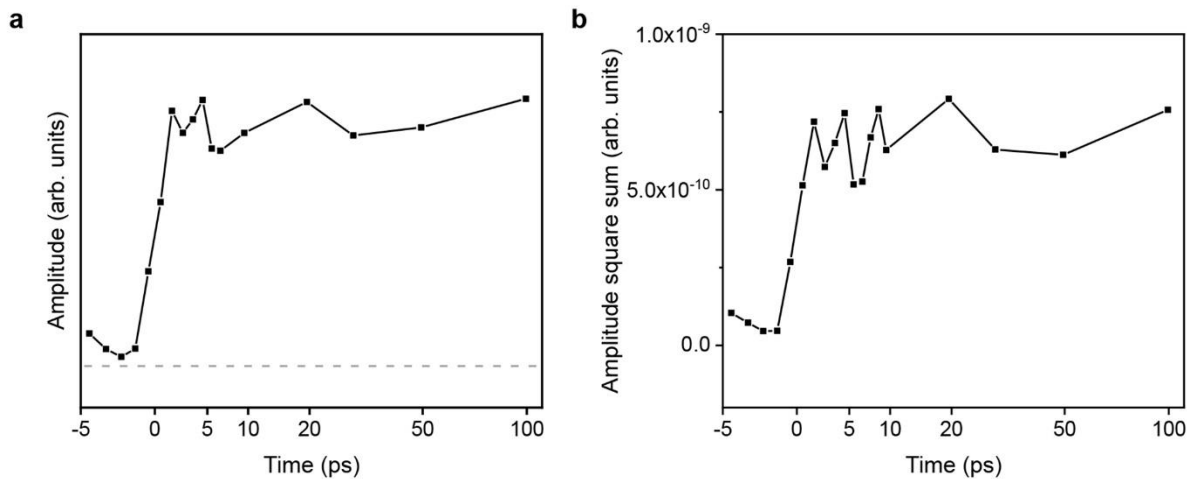 a
Amplitude (arb. units)
-5 0 5 10 20 50 100
Time (ps)
b
Amplitude square sum (arb. units)
1.0x10⁻⁹
5.0x10⁻¹⁰
0.0
-5 0 5 10 20 50 100
Time (ps)